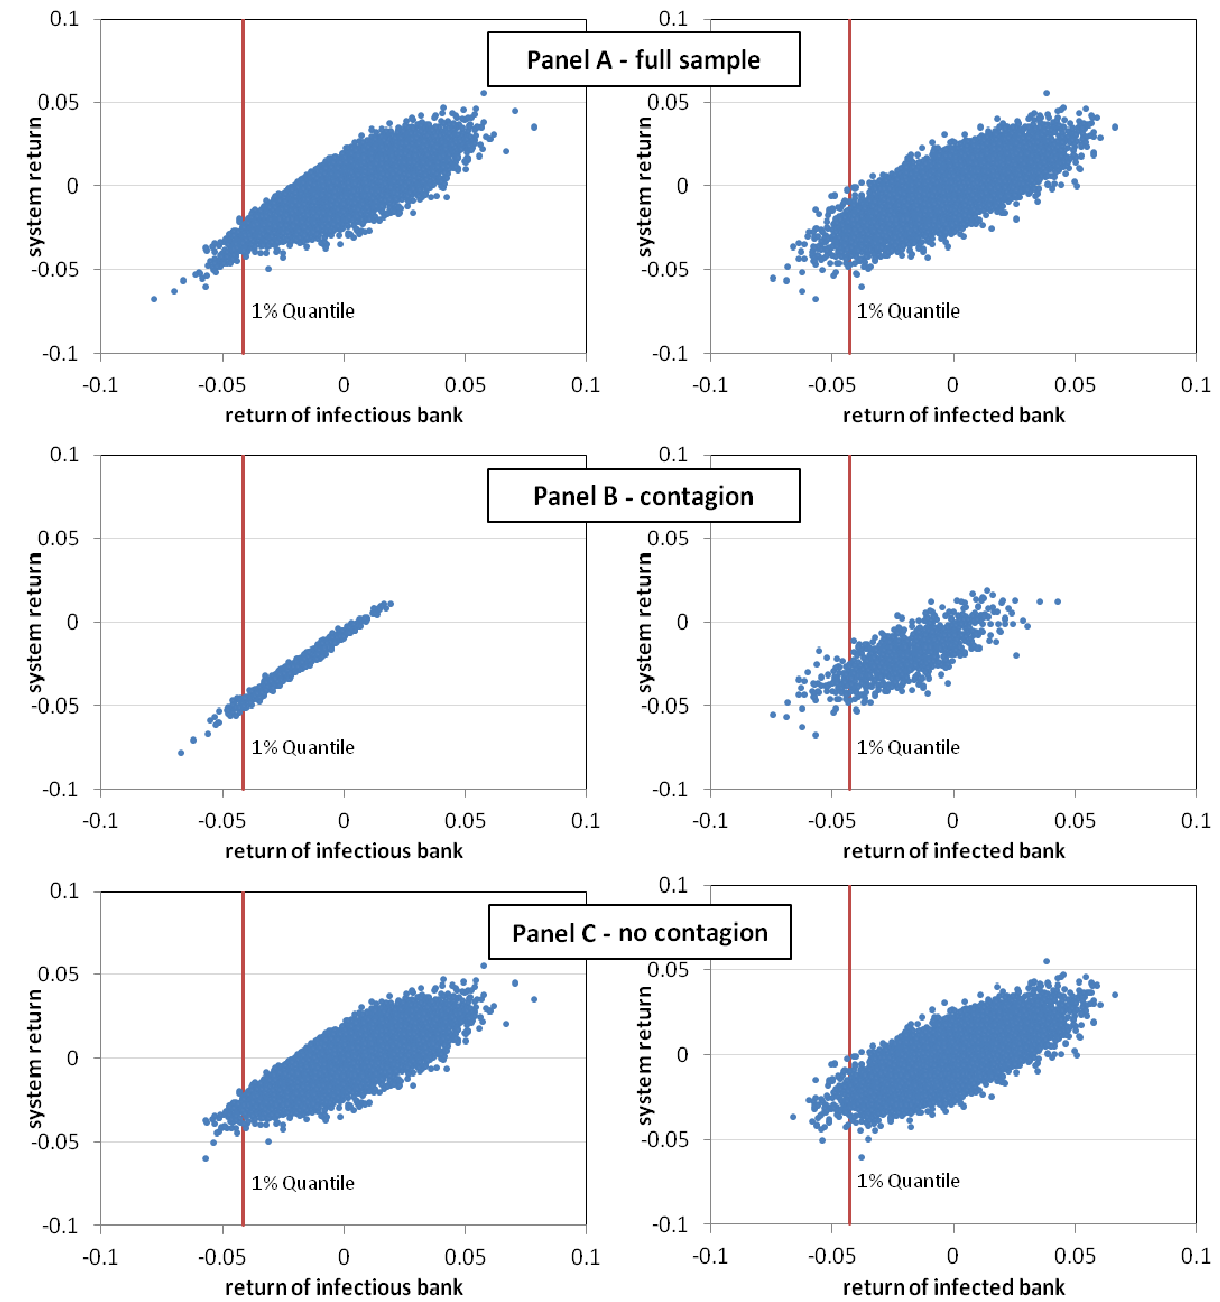 Panel A - full sample
0.1
0.05
0
-0.05
-0.1
system return
1% Quantile
-0.1 -0.05 0 0.05 0.1
return of infectious bank
0.1
0.05
0
-0.05
-0.1
system return
1% Quantile
-0.1 -0.05 0 0.05 0.1
return of infected bank
Panel B - contagion
0.1
0.05
0
-0.05
-0.1
system return
1% Quantile
-0.1 -0.05 0 0.05 0.1
return of infectious bank
0.1
0.05
0
-0.05
-0.1
system return
1% Quantile
-0.1 -0.05 0 0.05 0.1
return of infected bank
Panel C - no contagion
0.1
0.05
0
-0.05
-0.1
system return
1% Quantile
-0.1 -0.05 0 0.05 0.1
return of infectious bank
0.1
0.05
0
-0.05
-0.1
system return
1% Quantile
-0.1 -0.05 0 0.05 0.1
return of infected bank